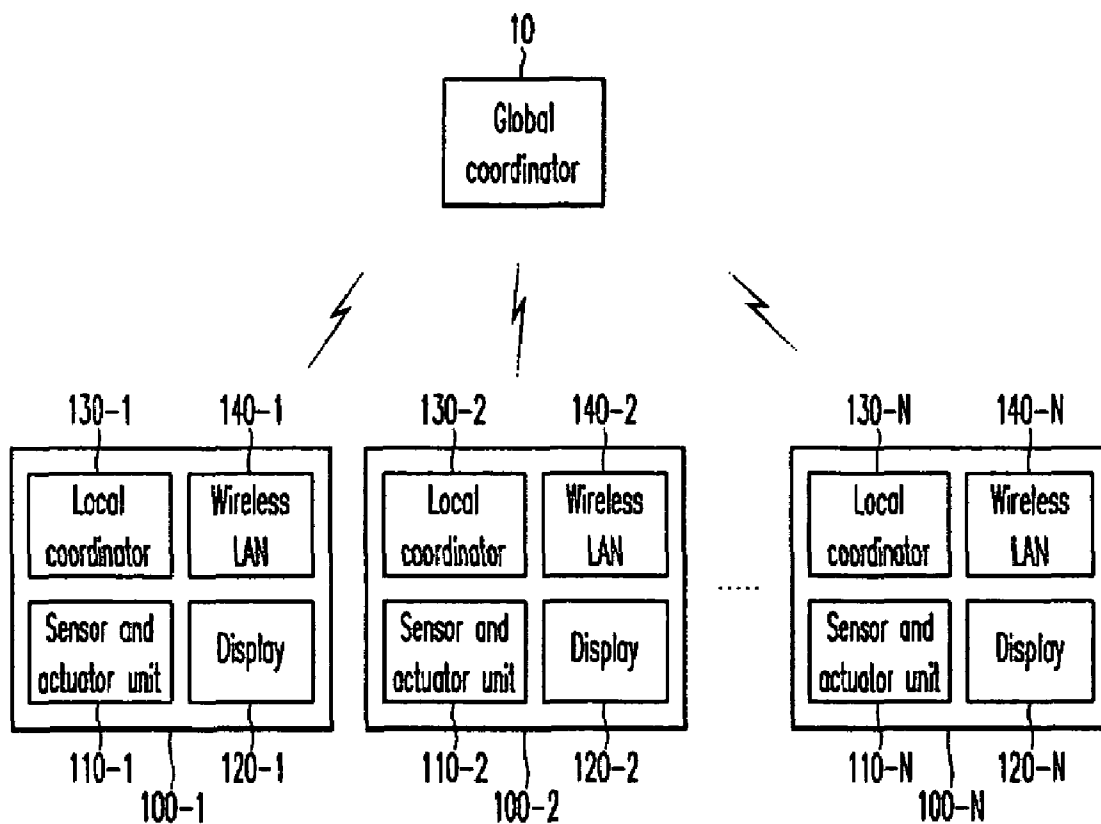 10
Global
coordinator
130-1 140-1 130-2 140-2 130-N 140-N
Local Wireless Local Wireless Local Wireless
coordinator LAN coordinator LAN coordinator LAN
.....
Sensor and Display Sensor and Display Sensor and Display
actuator unit actuator unit actuator unit
110-1 120-1 110-2 120-2 110-N 120-N
100-1 100-2 100-N